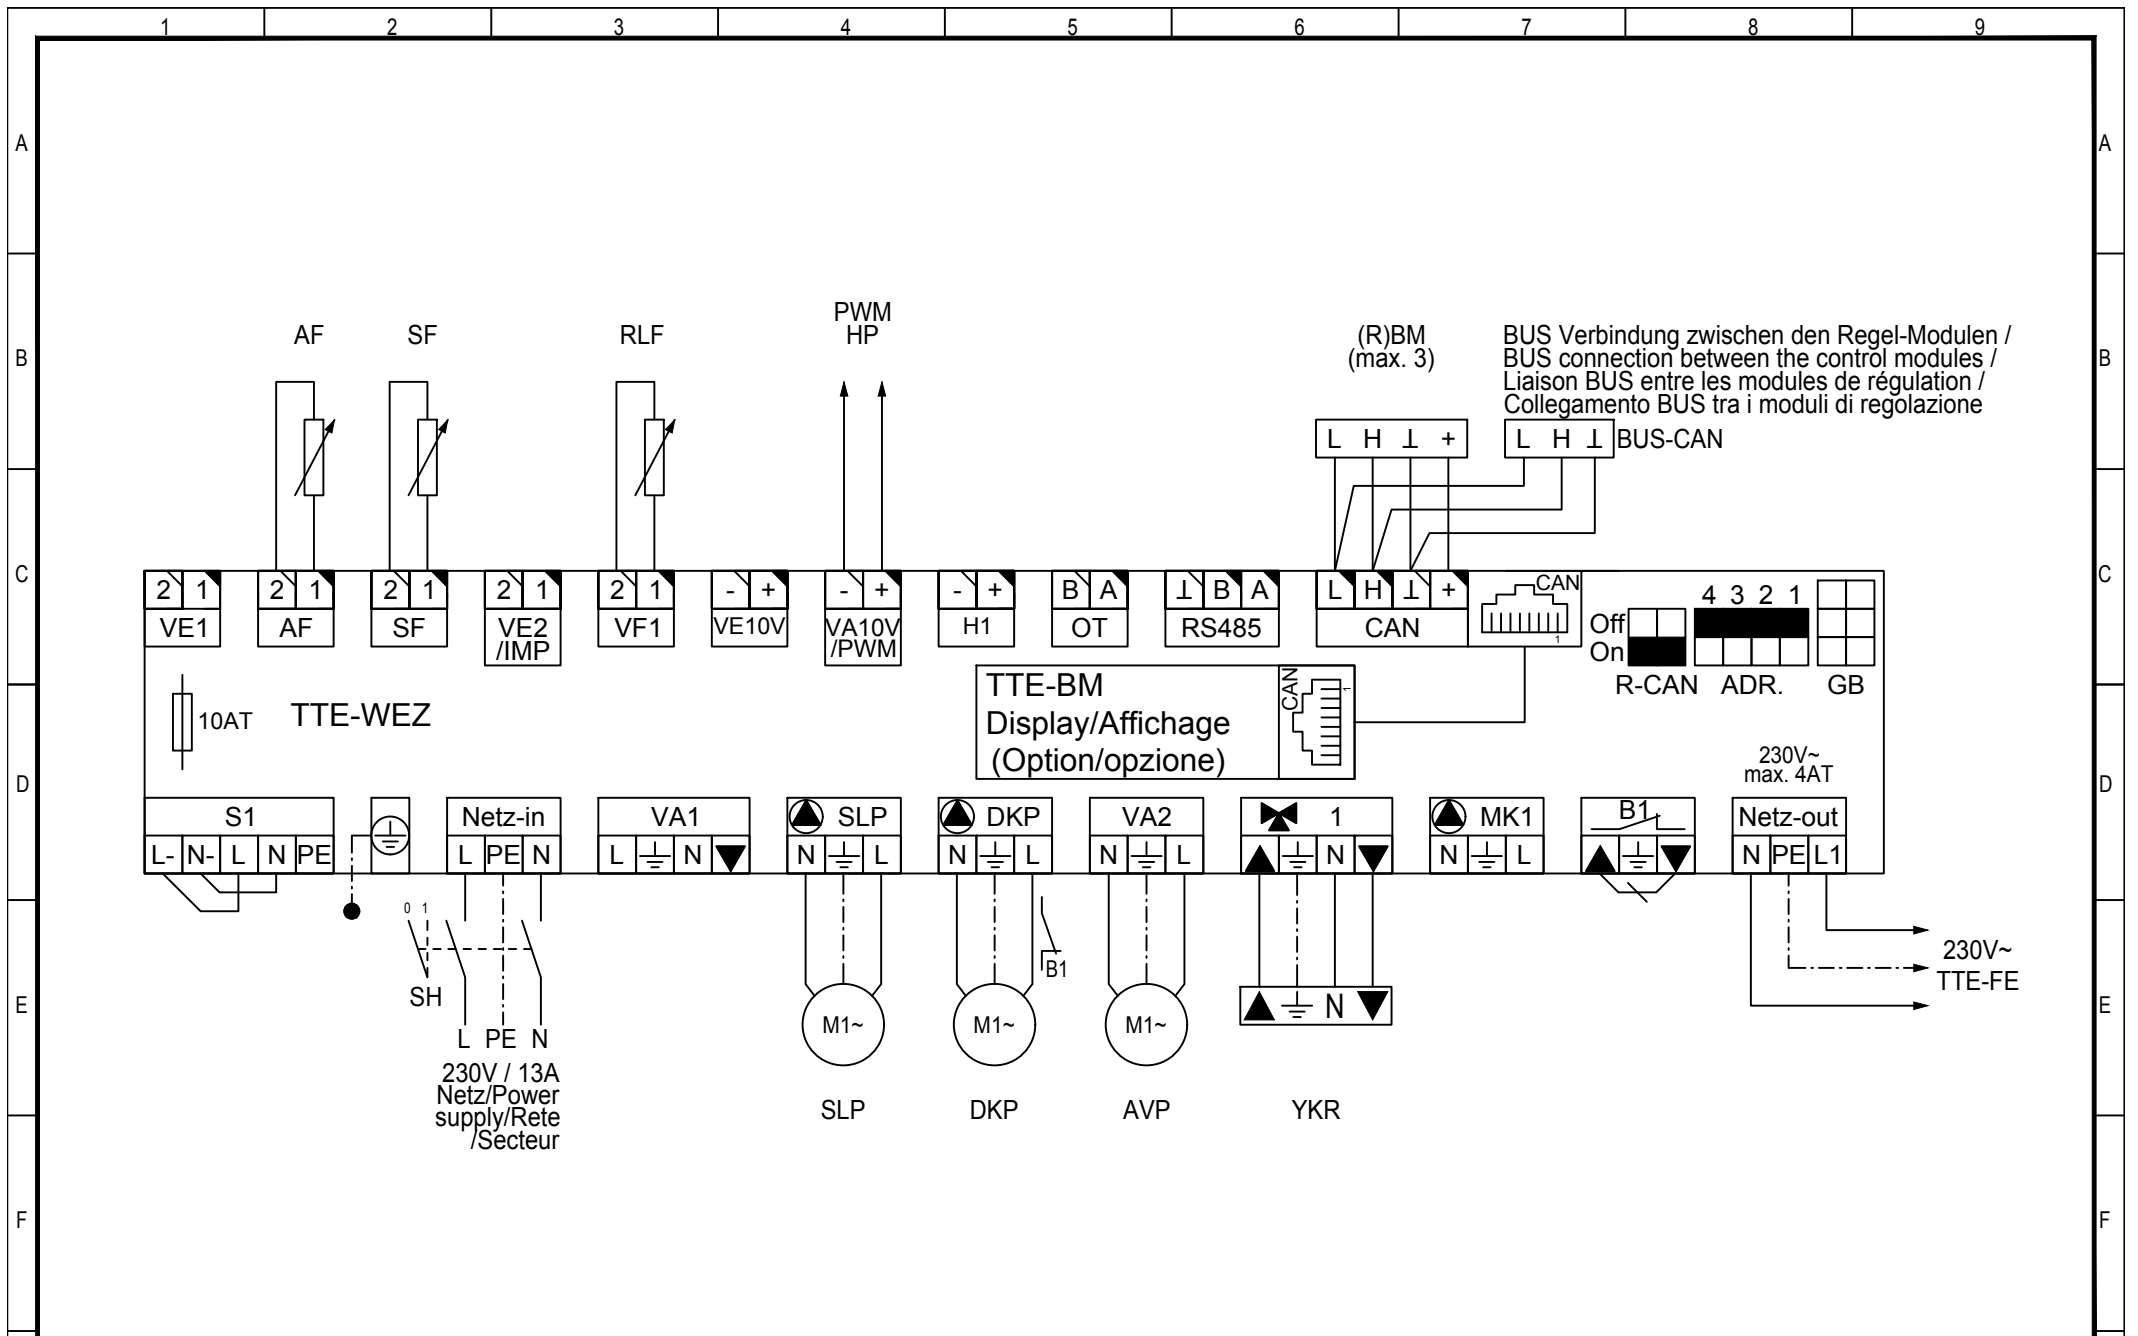 1 2 3 4 5 6 7 8 9
A A
PWM
HP
AF SF RLF
(R)BM
(max. 3)
BUS Verbindung zwischen den Regel-Modulen /
BUS connection between the control modules /
Liaison BUS entre les modules de régulation /
Collegamento BUS tra i moduli di regolazione
B B
L H ⊥ +
L H ⊥ BUS-CAN
C C
2 1 2 1 2 1 2 1 2 1 - + - + - + B A ⊥ B A L H ⊥ + CAN
VE1 AF SF VE2 /IMP VF1 VE10V VA10V /PWM H1 OT RS485 CAN 1
4 3 2 1
Off
On
R-CAN ADR. GB
10AT TTE-WEZ
TTE-BM
Display/Affichage
(Option/opzione)
CAN 1
230V~
max. 4AT
D D
S1 Netz-in VA1 SLP DKP VA2 1 MK1 B1 Netz-out
L- N- L N PE L PE N L N N L N L N L N N L N PE L1
0 1
SH
B1
230V~
TTE-FE
E E
M1~ M1~ M1~ N
L PE N
230V / 13A
Netz/Power
supply/Rete
/Secteur
SLP DKP AVP YKR
F F